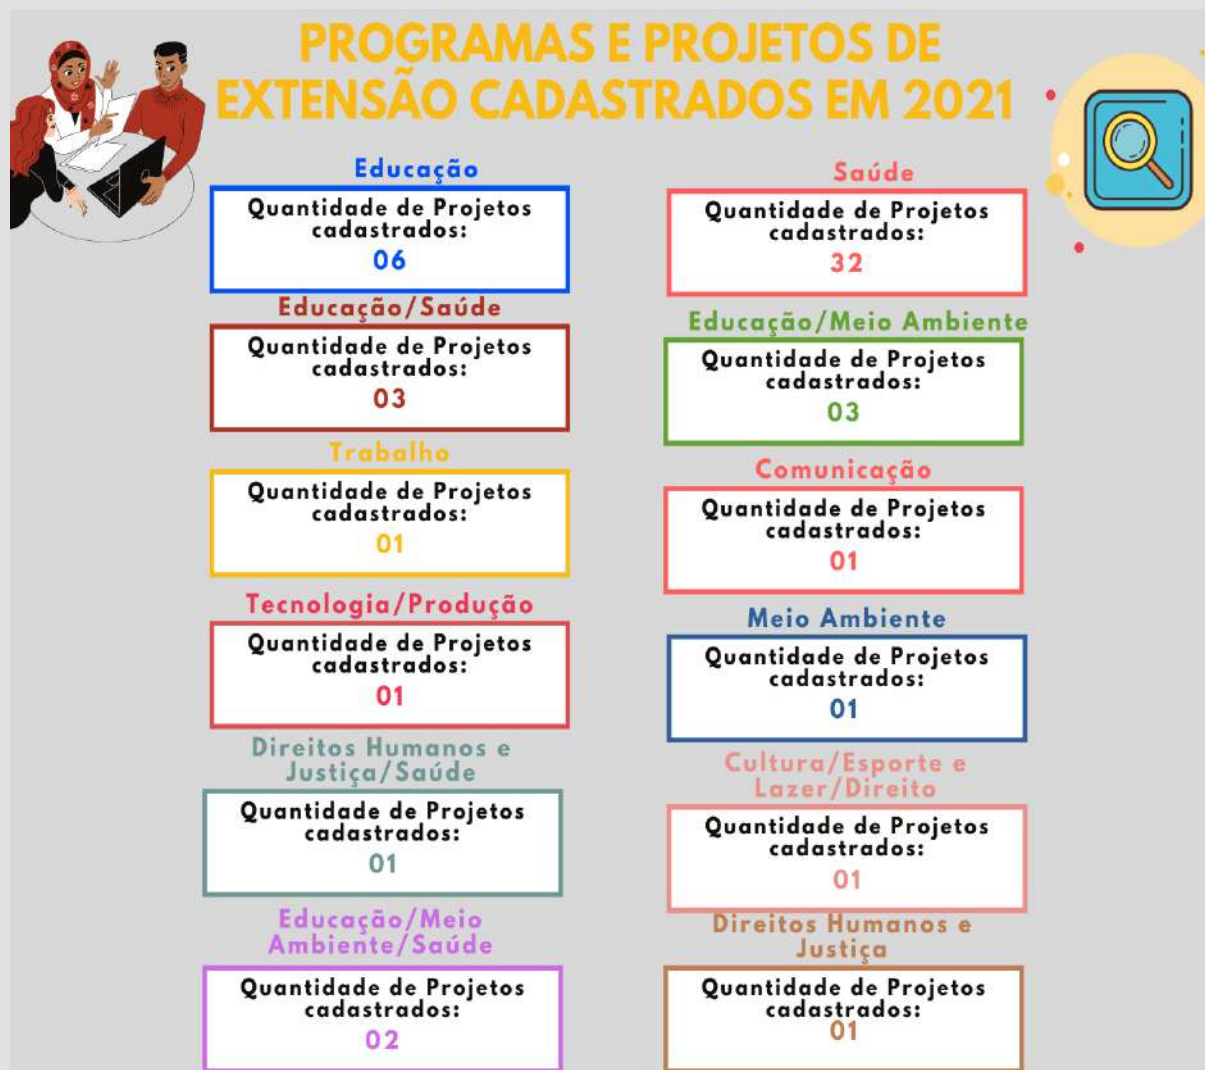 PROGRAMAS E PROJETOS DE
EXTENSÃO CADASTRADOS EM 2021
Educação
Quantidade de Projetos
cadastrados:
06
Saúde
Quantidade de Projetos
cadastrados:
32
Educação/Saúde
Quantidade de Projetos
cadastrados:
03
Educação/Meio Ambiente
Quantidade de Projetos
cadastrados:
03
Trabalho
Quantidade de Projetos
cadastrados:
01
Comunicação
Quantidade de Projetos
cadastrados:
01
Tecnologia/Produção
Quantidade de Projetos
cadastrados:
01
Meio Ambiente
Quantidade de Projetos
cadastrados:
01
Direitos Humanos e
Justiça/Saúde
Quantidade de Projetos
cadastrados:
01
Cultura/Esporte e
Lazer/Direito
Quantidade de Projetos
cadastrados:
01
Educação/Meio
Ambiente/Saúde
Quantidade de Projetos
cadastrados:
02
Direitos Humanos e
Justiça
Quantidade de Projetos
cadastrados:
01